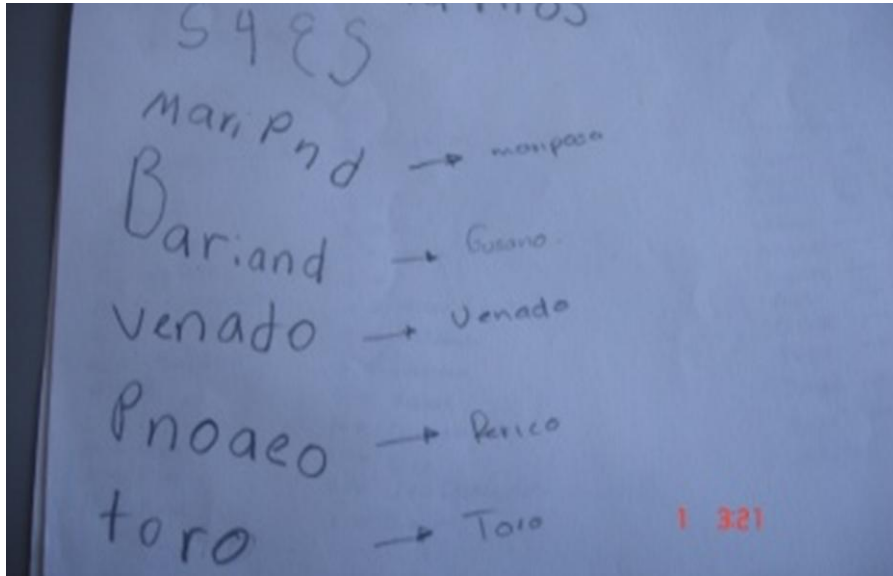 S4ES
Maripnd → mariposa
Bariand → Gusano
venado → venado
Pnoaeo → Perico
toro → Toro
1 3:21